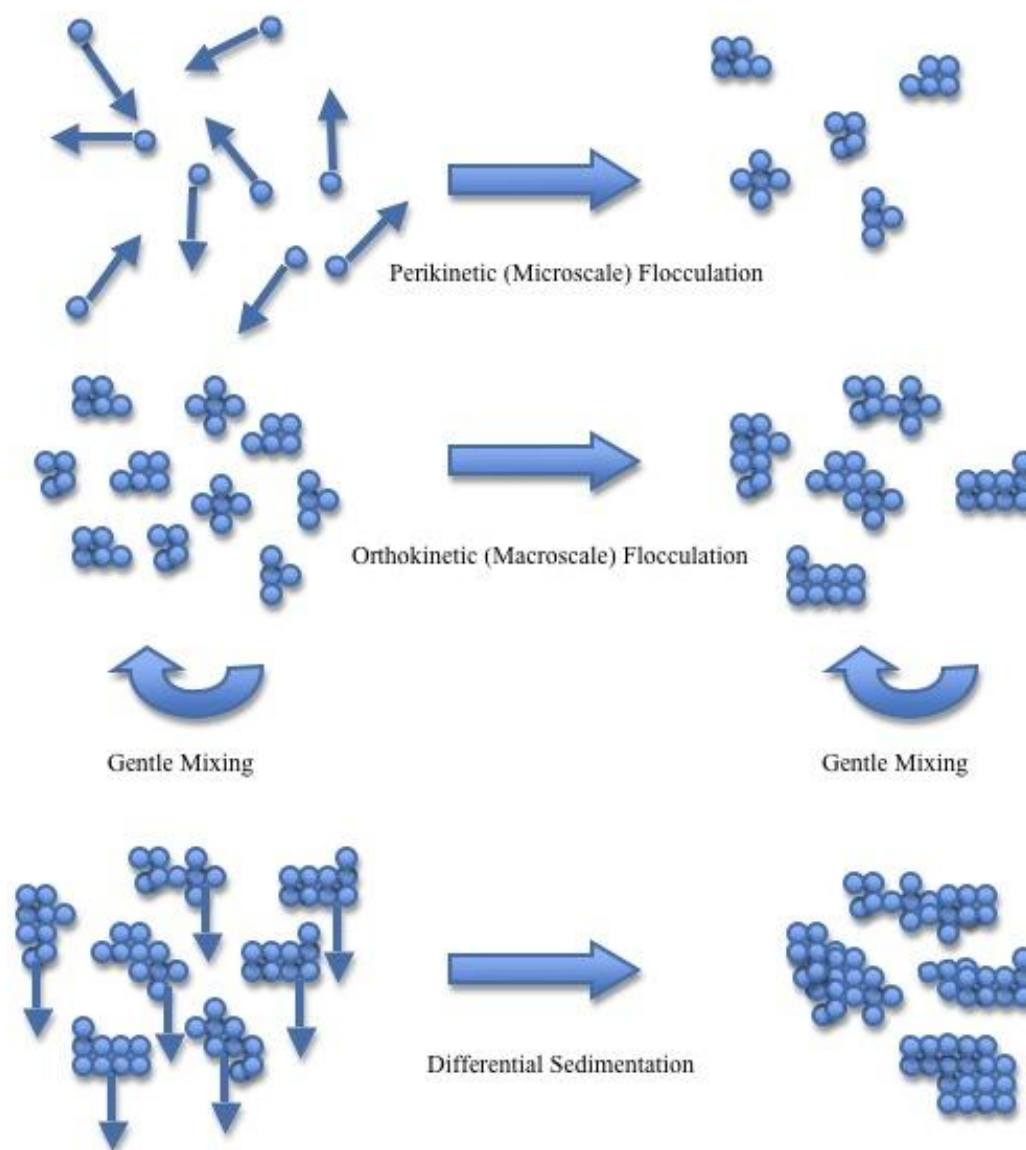 Perikinetic (Microscale) Flocculation
Orthokinetic (Macroscale) Flocculation
Gentle Mixing
Gentle Mixing
Differential Sedimentation